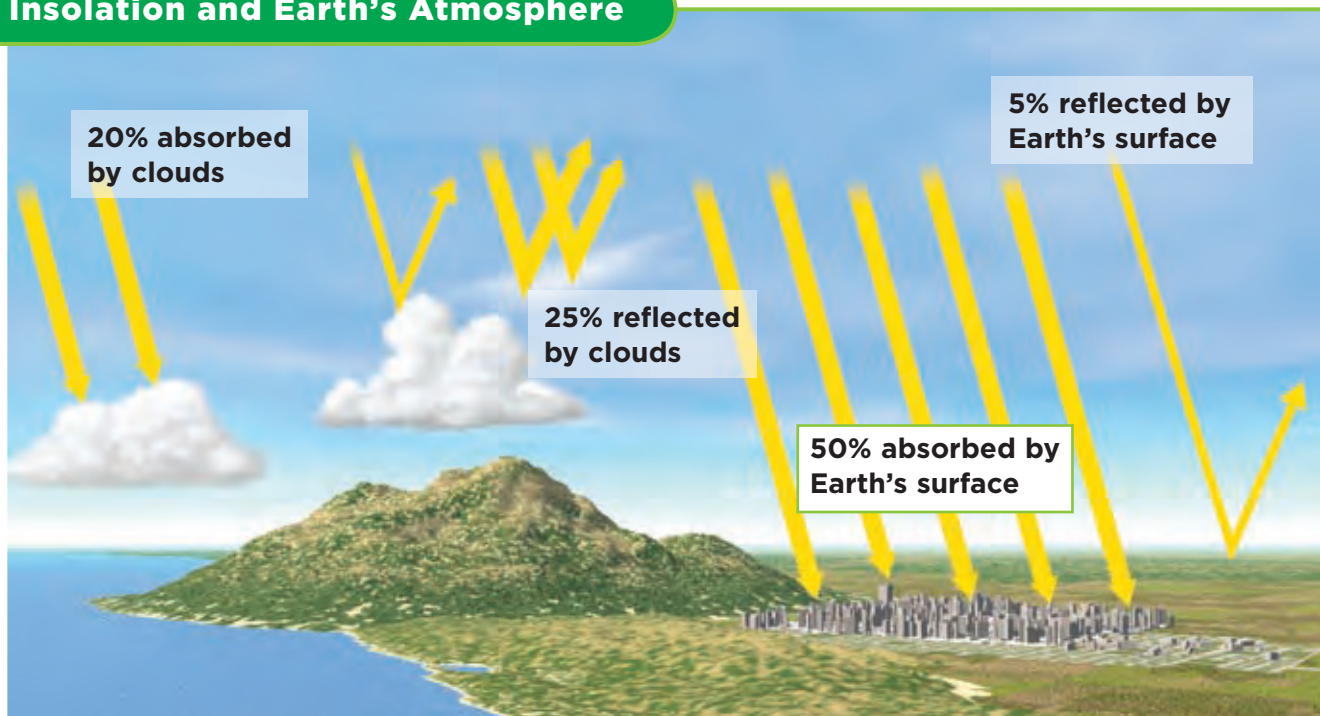 Insolation and Earth's Atmosphere
20% absorbed
by clouds
5% reflected by
Earth's surface
25% reflected
by clouds
50% absorbed by
Earth's surface